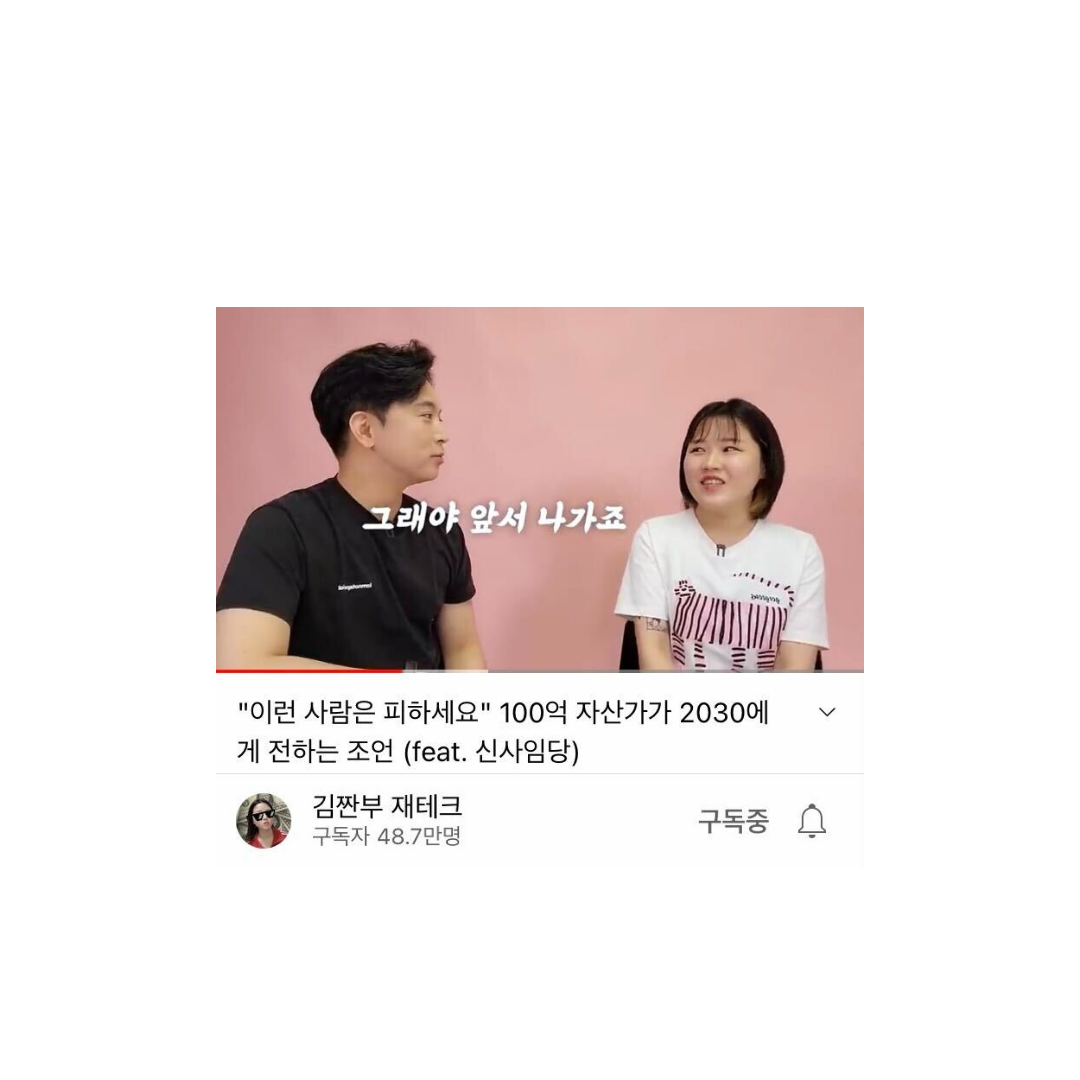 그래야 앞서 나가죠
"이런 사람은 피하세요" 100억 자산가가 2030에
게 전하는 조언 (feat. 신사임당)
김짠부 재테크
구독자 48.7만명
구독중